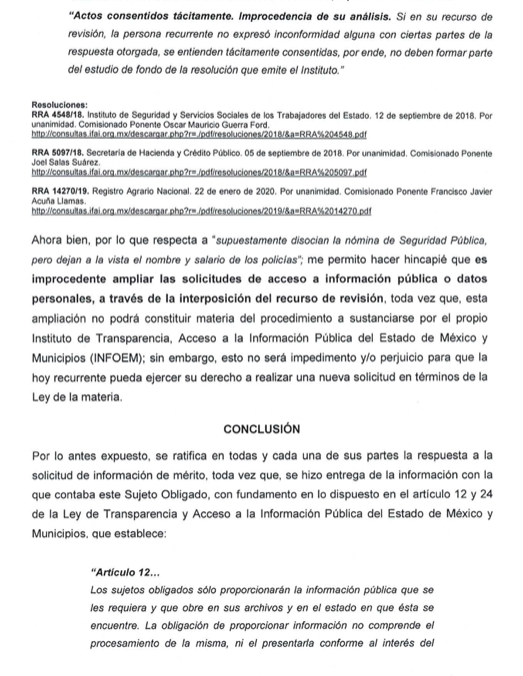 "Actos consentidos tácitamente. Improcedencia de su análisis. Si en su recurso de
revisión, la persona recurrente no expresó inconformidad alguna con ciertas partes de la
respuesta otorgada, se entienden tácitamente consentidas, por ende, no deben formar parte
del estudio de fondo de la resolución que emite el Instituto."
Resoluciones:
RRA 4548/18. Instituto de Seguridad y Servicios Sociales de los Trabajadores del Estado. 12 de septiembre de 2018. Por
unanimidad. Comisionado Ponente Oscar Mauricio Guerra Ford.
http://consultas.ifai.org.mx/descargar.php?r=./pdf/resoluciones/2018/&a=RRA%204548.pdf
RRA 5097/18. Secretaría de Hacienda y Crédito Público. 05 de septiembre de 2018. Por unanimidad. Comisionado Ponente
Joel Salas Suárez.
http://consultas.ifai.org.mx/descargar.php?r=./pdf/resoluciones/2018/&a=RRA%205097.pdf
RRA 14270/19. Registro Agrario Nacional. 22 de enero de 2020. Por unanimidad. Comisionado Ponente Francisco Javier
Acuña Llamas.
http://consultas.ifai.org.mx/descargar.php?r=./pdf/resoluciones/2019/&a=RRA%2014270.pdf
Ahora bien, por lo que respecta a "supuestamente disocian la nómina de Seguridad Pública,
pero dejan a la vista el nombre y salario de los policías"; me permito hacer hincapié que es
improcedente ampliar las solicitudes de acceso a información pública o datos
personales, a través de la interposición del recurso de revisión, toda vez que, esta
ampliación no podrá constituir materia del procedimiento a sustanciarse por el propio
Instituto de Transparencia, Acceso a la Información Pública del Estado de México y
Municipios (INFOEM); sin embargo, esto no será impedimento y/o perjuicio para que la
hoy recurrente pueda ejercer su derecho a realizar una nueva solicitud en términos de la
Ley de la materia.
CONCLUSIÓN
Por lo antes expuesto, se ratifica en todas y cada una de sus partes la respuesta a la
solicitud de información de mérito, toda vez que, se hizo entrega de la información con la
que contaba este Sujeto Obligado, con fundamento en lo dispuesto en el artículo 12 y 24
de la Ley de Transparencia y Acceso a la Información Pública del Estado de México y
Municipios, que establece:
"Artículo 12...
Los sujetos obligados sólo proporcionarán la información pública que se
les requiera y que obre en sus archivos y en el estado en que ésta se
encuentre. La obligación de proporcionar información no comprende el
procesamiento de la misma, ni el presentarla conforme al interés del